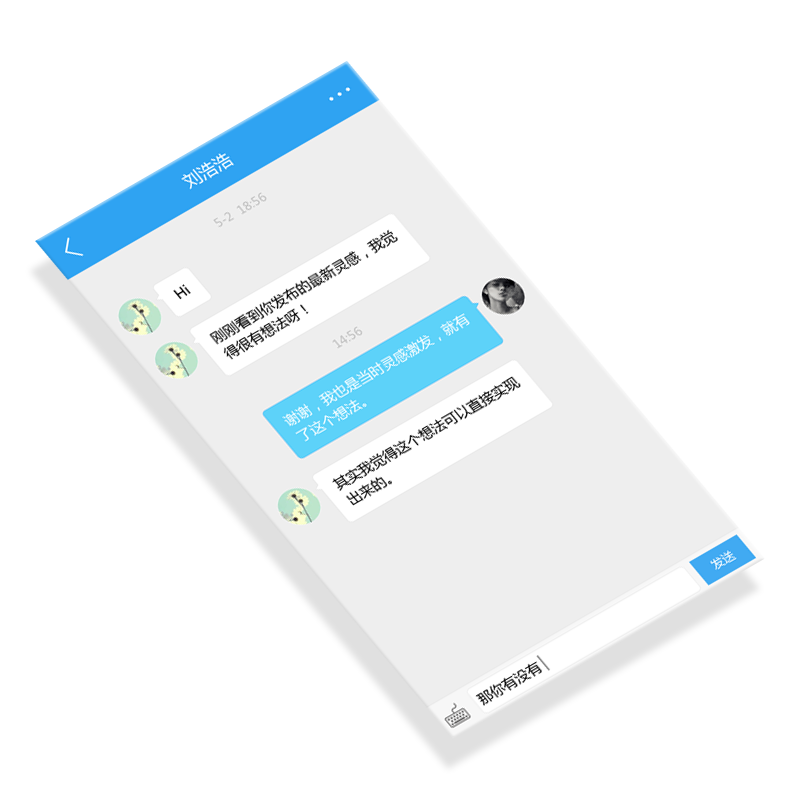 刘浩浩
5-2 18:56
Hi
刚刚看到你发布的最新灵感，我觉
得很有想法呀！
14:56
谢谢，我也是当时灵感激发，就有
了这个想法。
其实我觉得这个想法可以直接实现
出来的。
那你有没有
发送